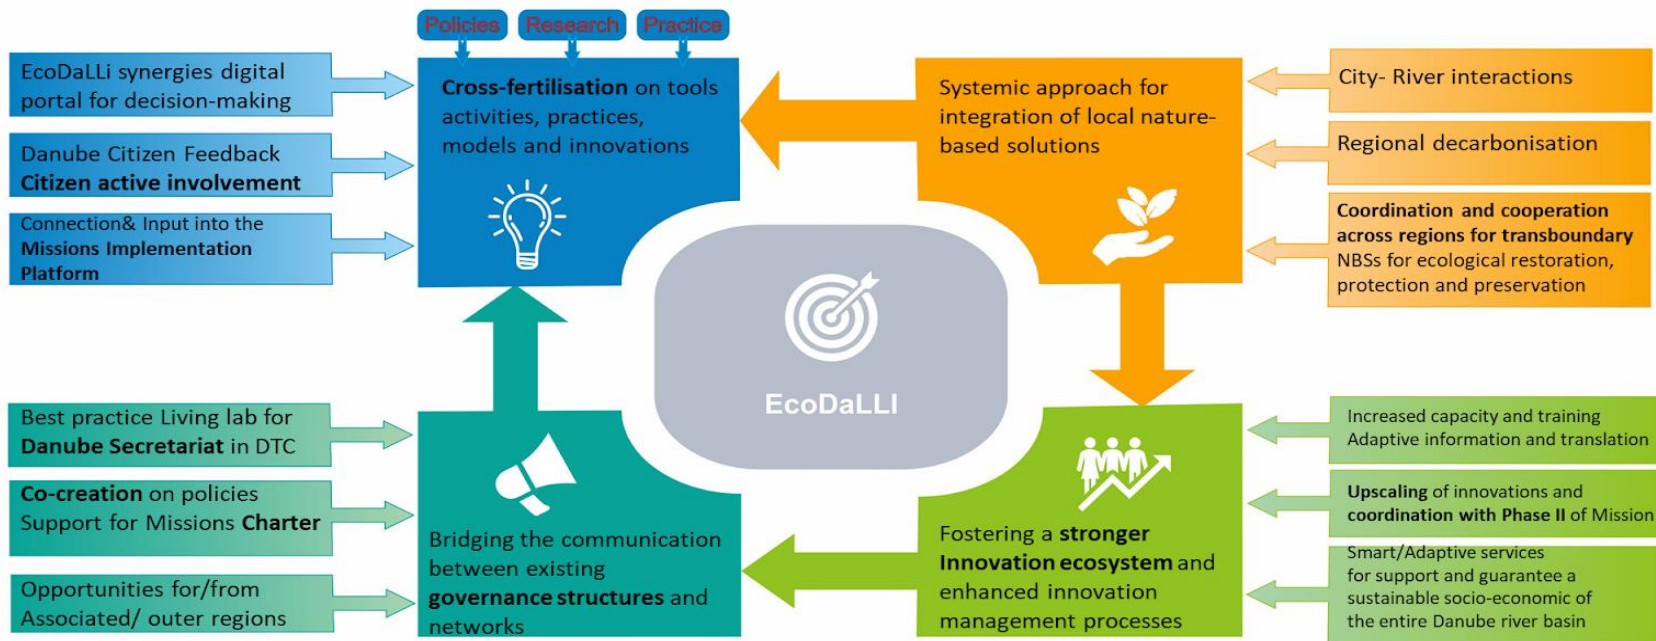 Policies
Research
Practice
EcoDaLLi synergies digital
portal for decision-making
Danube Citizen Feedback
Citizen active involvement
Connection& Input into the
Missions Implementation
Platform
Cross-fertilisation on tools
activities, practices,
models and innovations
Systemic approach for
integration of local nature-
based solutions
City- River interactions
Regional decarbonisation
Coordination and cooperation
across regions for transboundary
NBSs for ecological restoration,
protection and preservation
EcoDaLLI
Best practice Living lab for
Danube Secretariat in DTC
Co-creation on policies
Support for Missions Charter
Opportunities for/from
Associated/ outer regions
Bridging the communication
between existing
governance structures and
networks
Fostering a stronger
Innovation ecosystem and
enhanced innovation
management processes
Increased capacity and training
Adaptive information and translation
Upscaling of innovations and
coordination with Phase II of Mission
Smart/Adaptive services
for support and guarantee a
sustainable socio-economic of
the entire Danube river basin